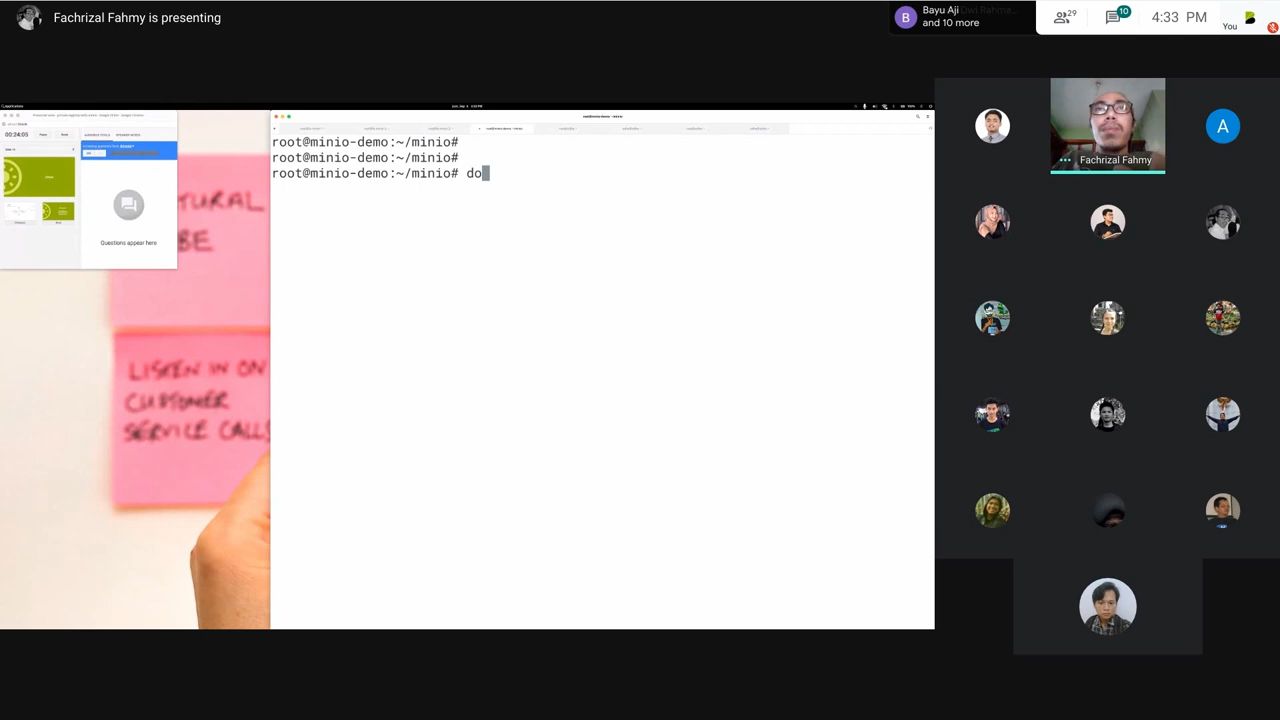 Fachrizal Fahmy is presenting
B
Bayu Aji
and 10 more
29
10
4:33 PM
You
00:24:05
Questions appear here
TURAL
BE
LISTEN IN ON
CUSTOMER
SERVICE CALLS
root@minio-demo:~/minio#
root@minio-demo:~/minio#
root@minio-demo:~/minio# do
A
Fachrizal Fahmy